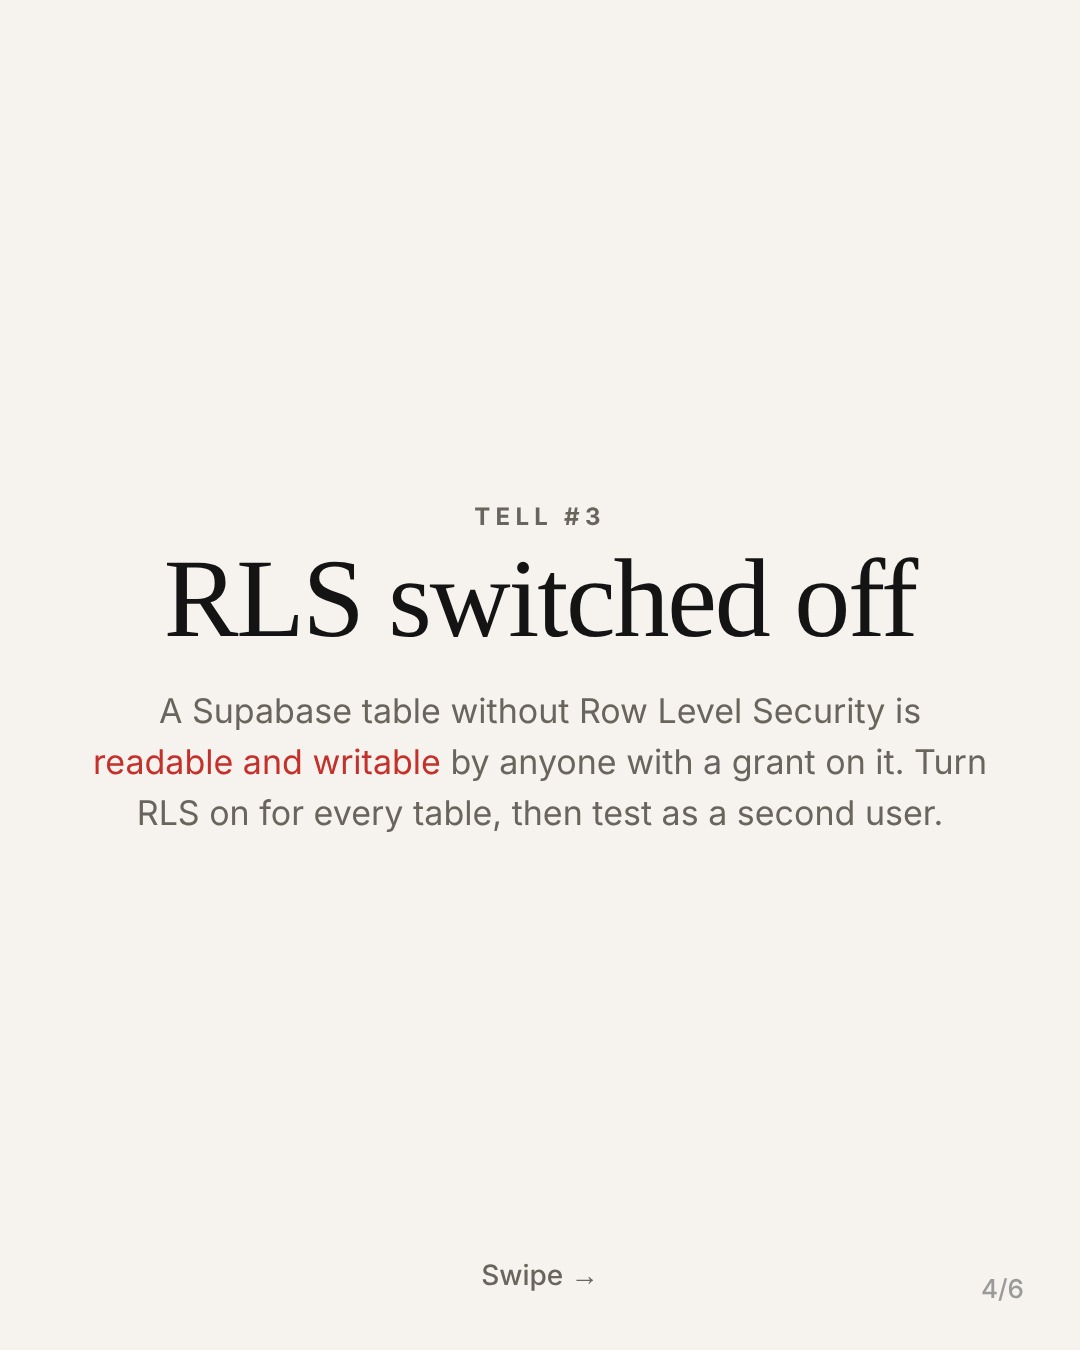 TELL #3
RLS switched off
A Supabase table without Row Level Security is
readable and writable by anyone with a grant on it. Turn
RLS on for every table, then test as a second user.
Swipe →
4/6